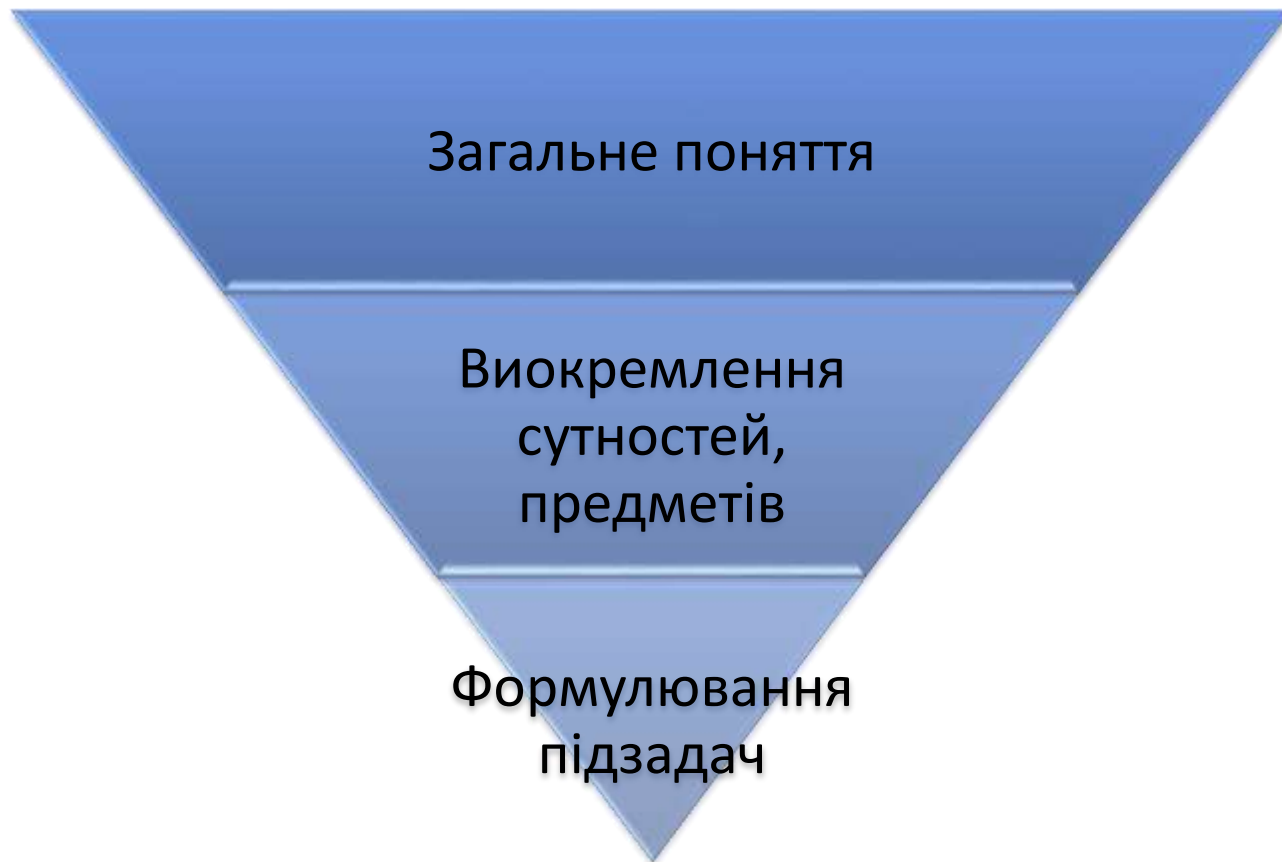 Загальне поняття
Виокремлення
сутностей,
предметів
Формулювання
підзадач